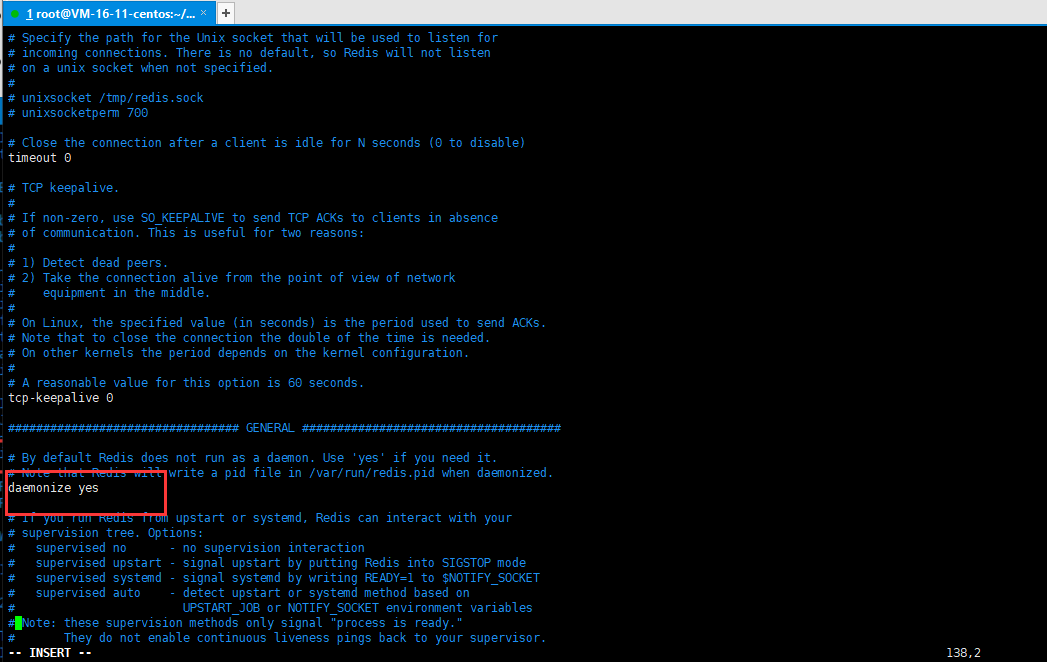 1 root@VM-16-11-centos:~/... × +
# Specify the path for the Unix socket that will be used to listen for
# incoming connections. There is no default, so Redis will not listen
# on a unix socket when not specified.
#
# unixsocket /tmp/redis.sock
# unixsocketperm 700
# Close the connection after a client is idle for N seconds (0 to disable)
timeout 0
# TCP keepalive.
#
# If non-zero, use SO_KEEPALIVE to send TCP ACKs to clients in absence
# of communication. This is useful for two reasons:
#
# 1) Detect dead peers.
# 2) Take the connection alive from the point of view of network
#    equipment in the middle.
#
# On Linux, the specified value (in seconds) is the period used to send ACKs.
# Note that to close the connection the double of the time is needed.
# On other kernels the period depends on the kernel configuration.
#
# A reasonable value for this option is 60 seconds.
tcp-keepalive 0
################################# GENERAL #####################################
# By default Redis does not run as a daemon. Use 'yes' if you need it.
# Note that Redis will write a pid file in /var/run/redis.pid when daemonized.
daemonize yes
# If you run Redis from upstart or systemd, Redis can interact with your
# supervision tree. Options:
#   supervised no      - no supervision interaction
#   supervised upstart - signal upstart by putting Redis into SIGSTOP mode
#   supervised systemd - signal systemd by writing READY=1 to $NOTIFY_SOCKET
#   supervised auto    - detect upstart or systemd method based on
#                        UPSTART_JOB or NOTIFY_SOCKET environment variables
# Note: these supervision methods only signal "process is ready."
#       They do not enable continuous liveness pings back to your supervisor.
-- INSERT -- 138,2